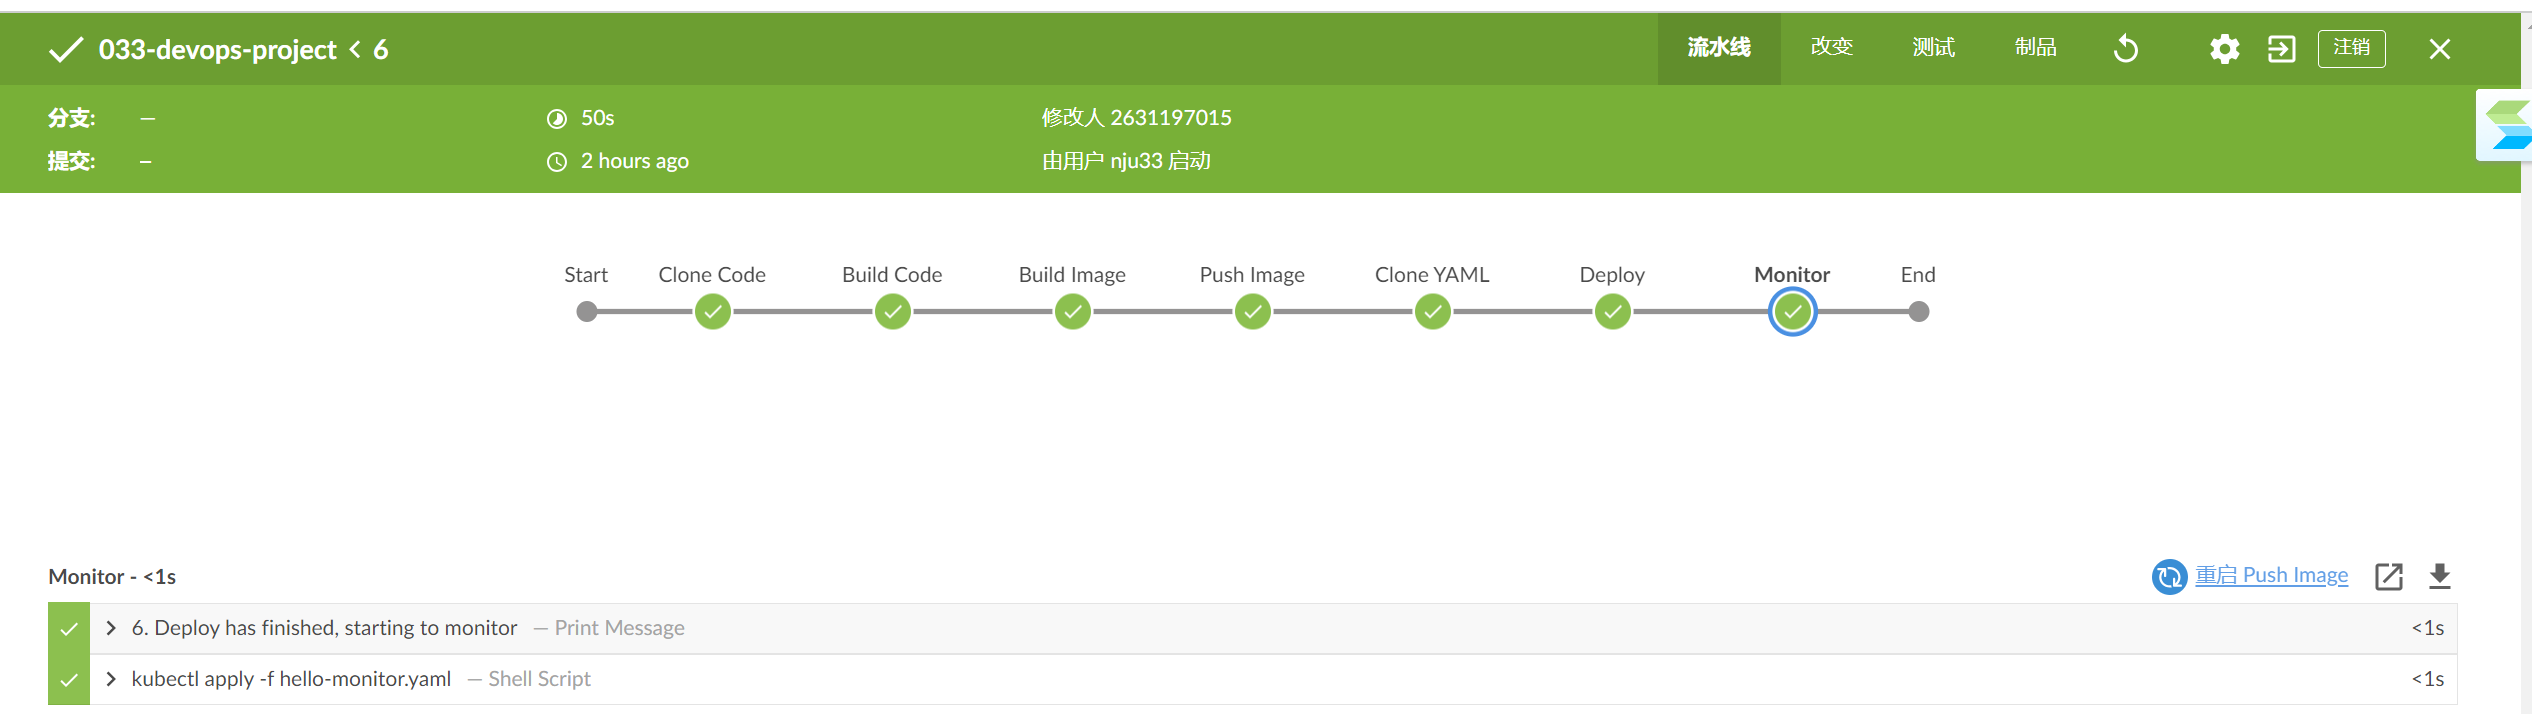 033-devops-project < 6
流水线 改变 测试 制品 注销
分支: — 50s 修改人 2631197015
提交: – 2 hours ago 由用户 nju33 启动
Start Clone Code Build Code Build Image Push Image Clone YAML Deploy Monitor End
Monitor - <1s 重启 Push Image
6. Deploy has finished, starting to monitor — Print Message <1s
kubectl apply -f hello-monitor.yaml — Shell Script <1s